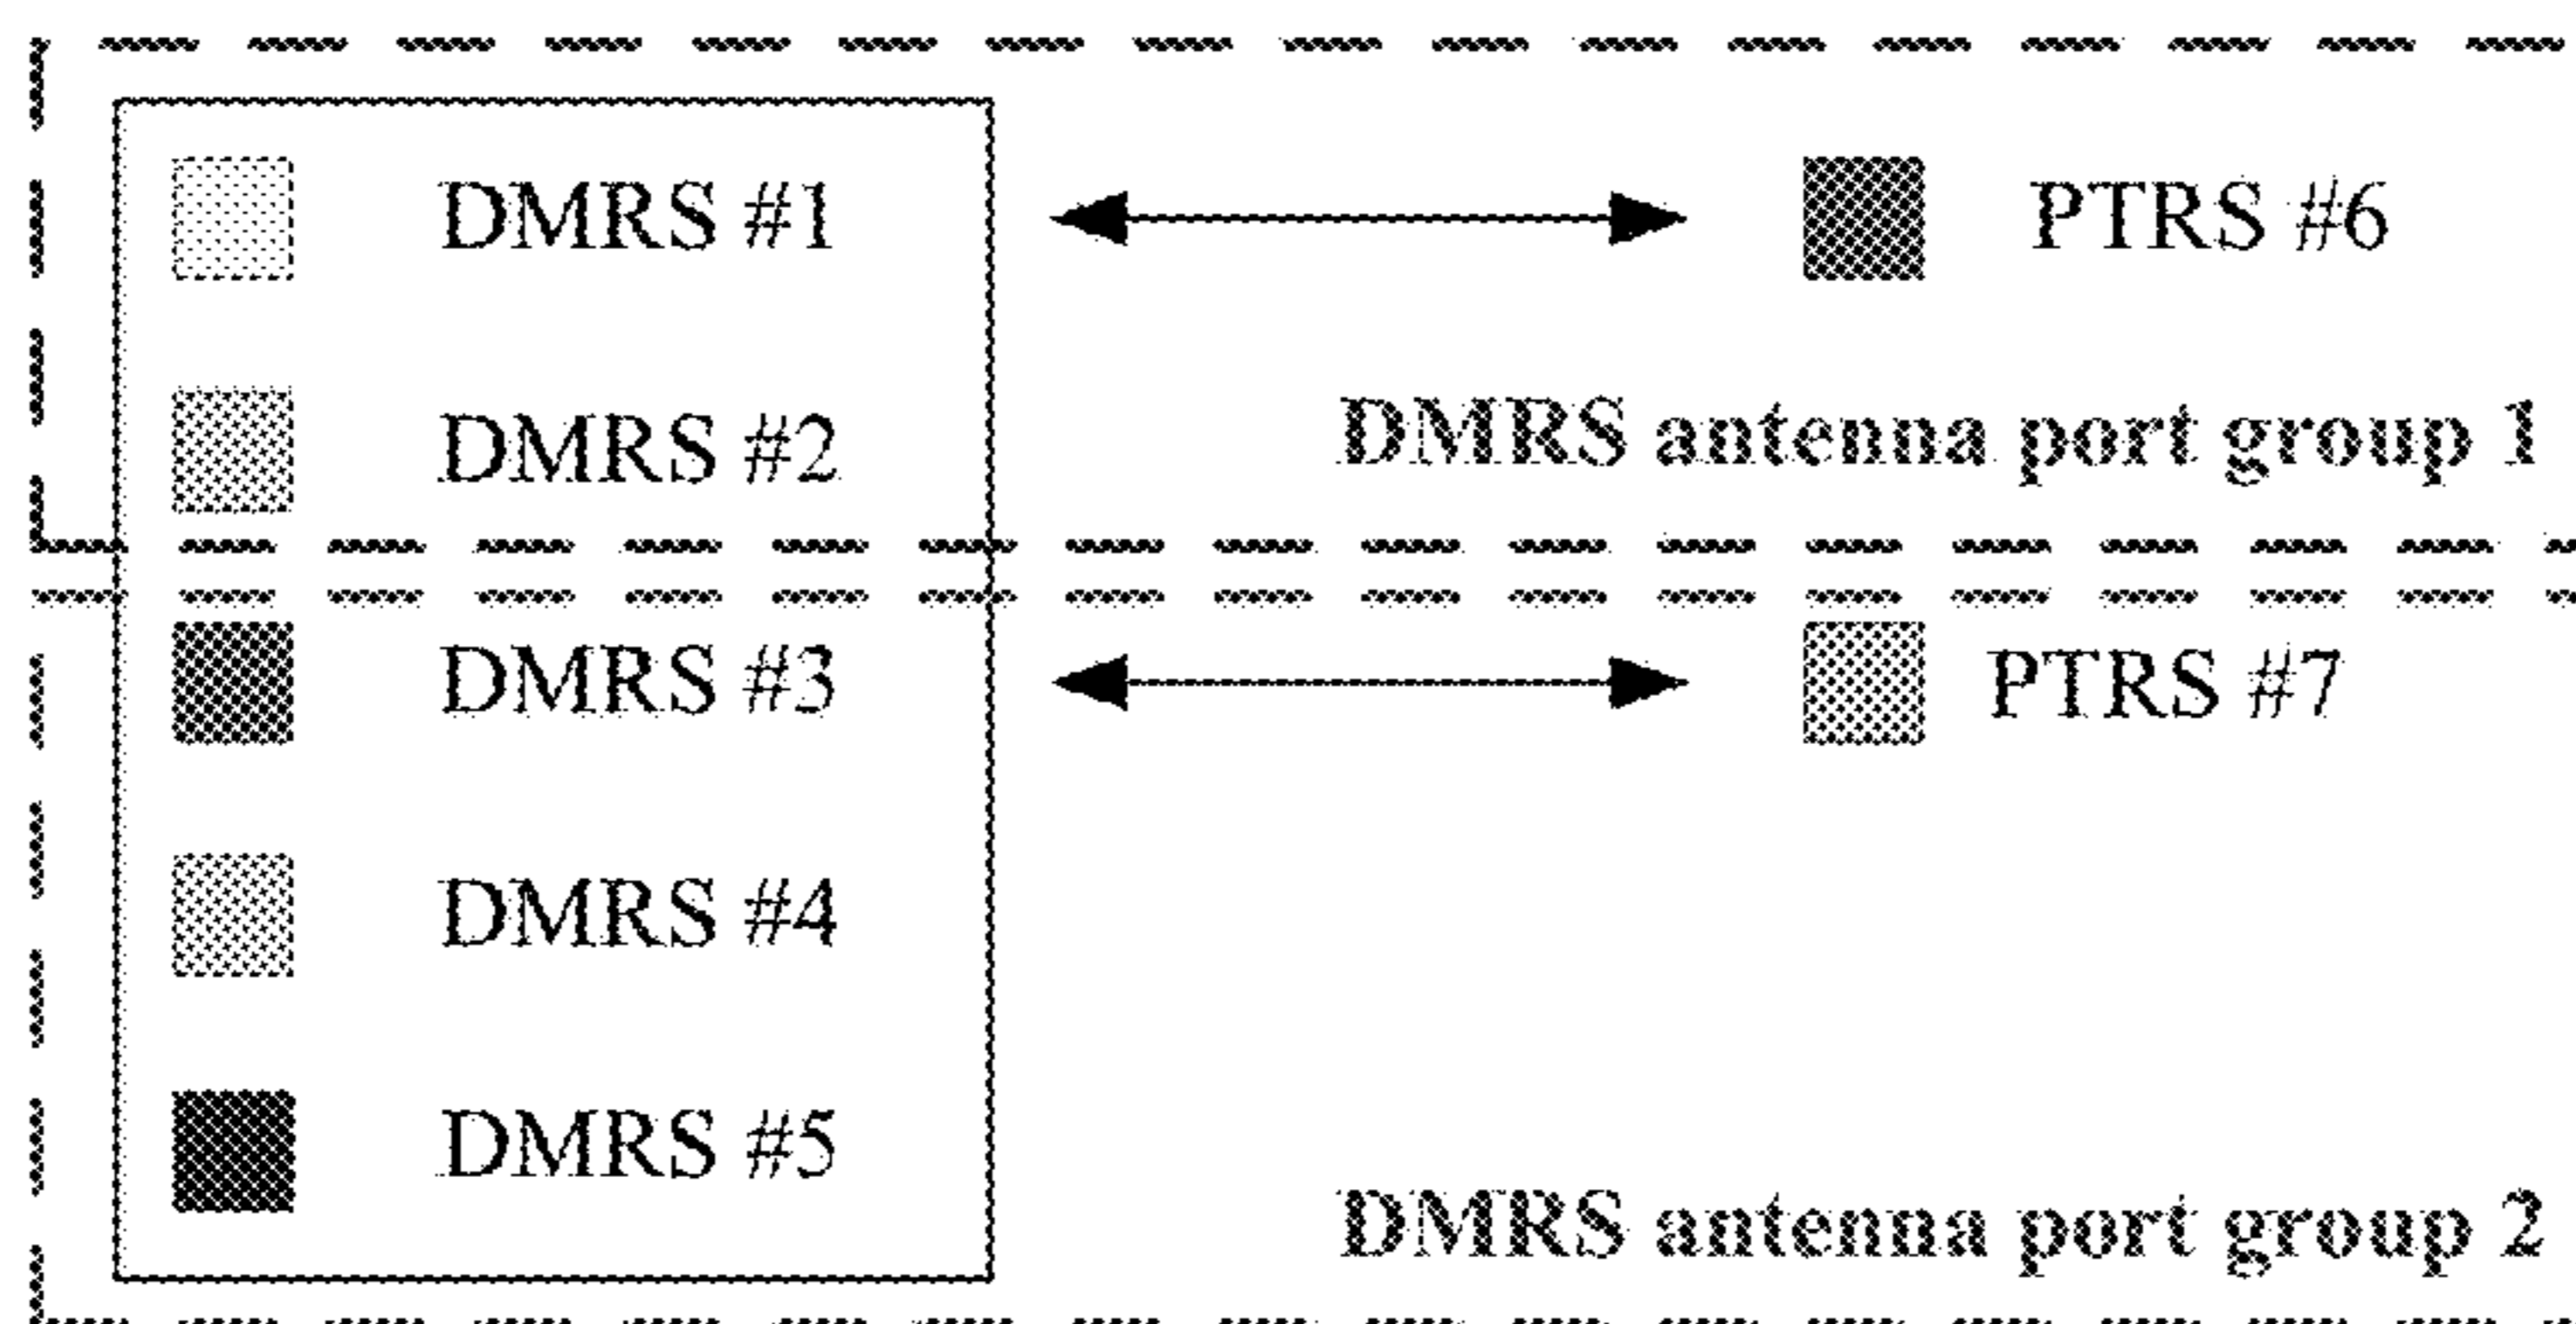 DMRS #1 PTRS #6
DMRS #2 DMRS antenna port group 1
DMRS #3 PTRS #7
DMRS #4
DMRS #5
DMRS antenna port group 2